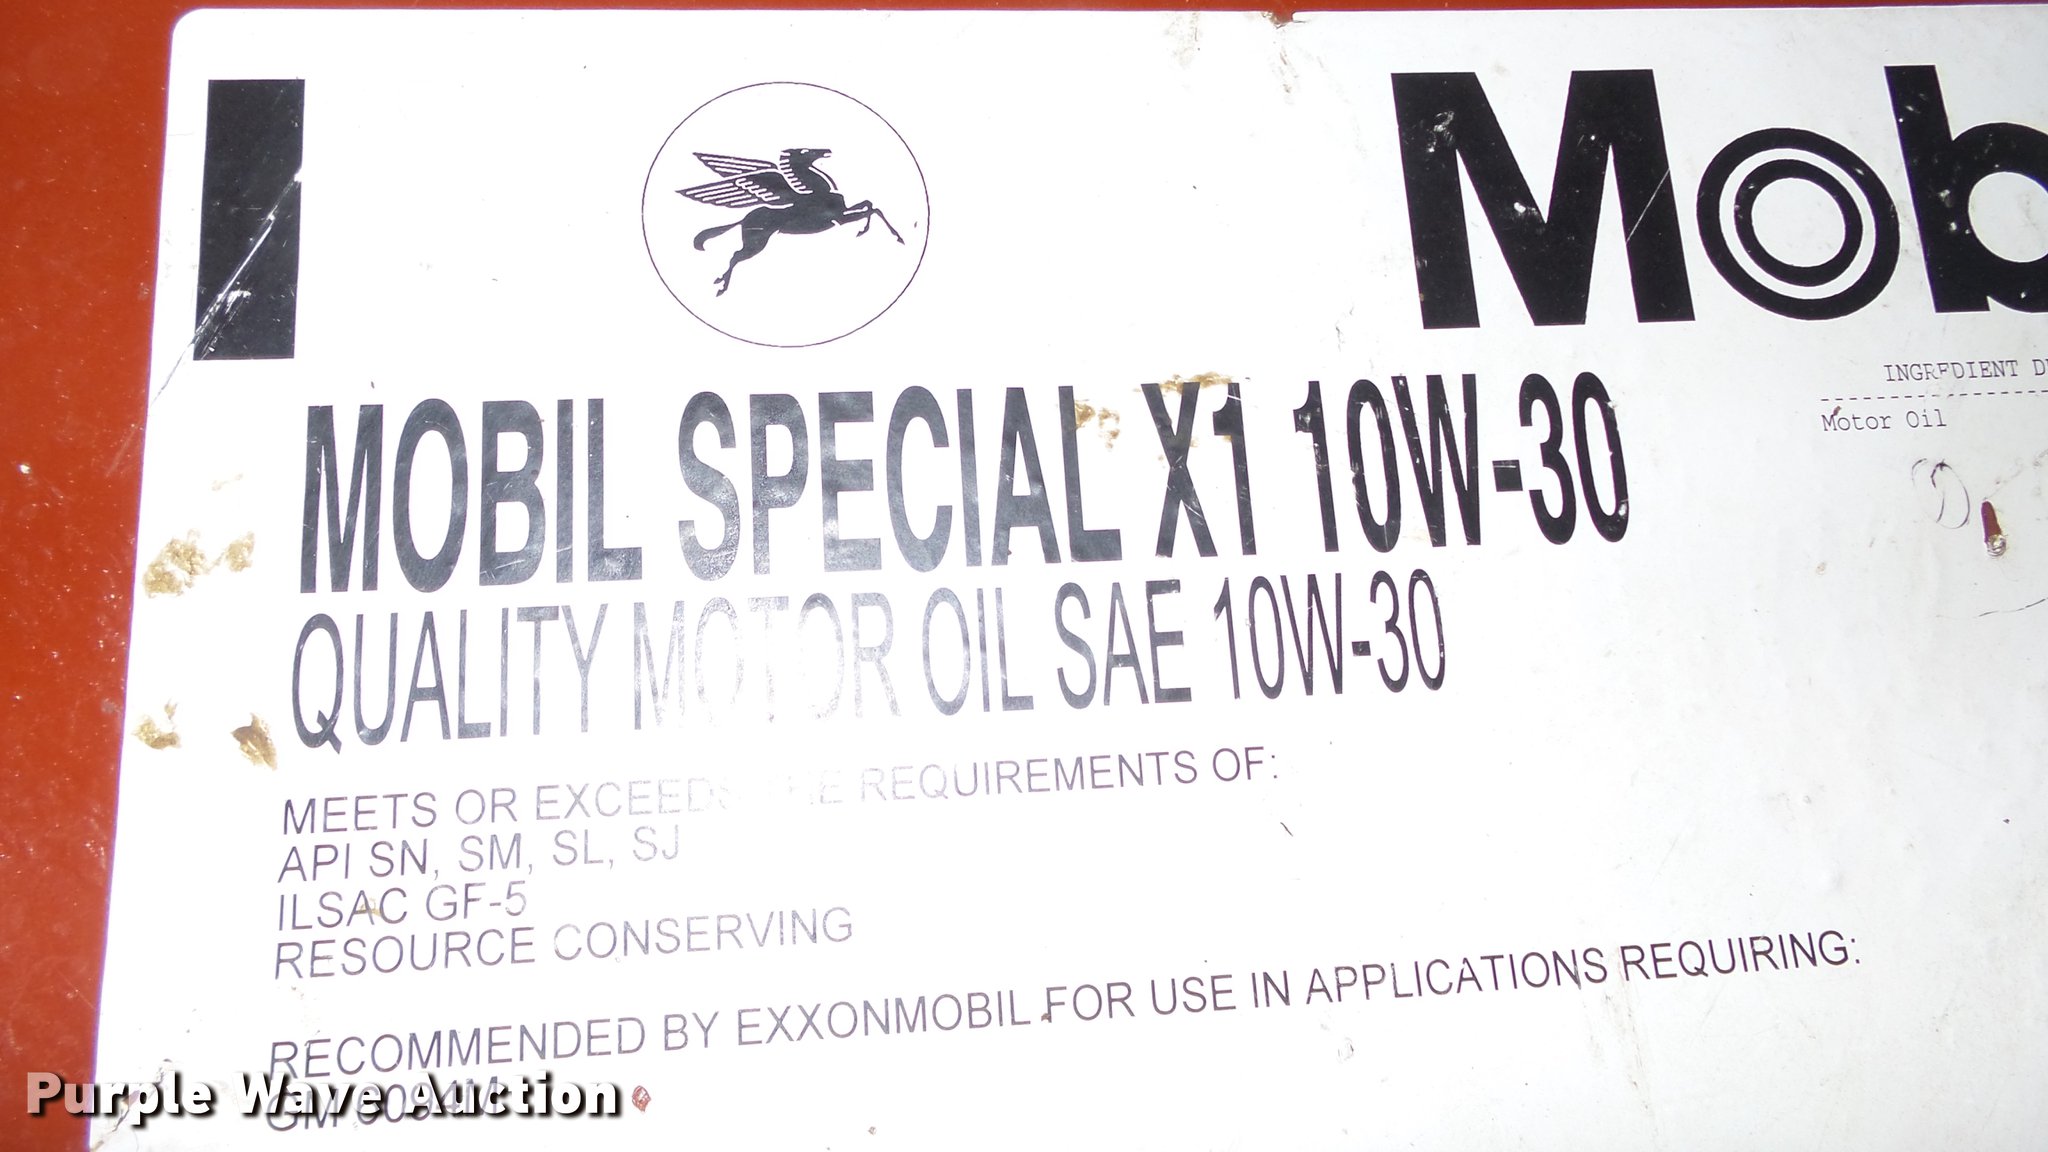 Mob
INGREDIENT D
Motor Oil
MOBIL SPECIAL X1 10W-30
QUALITY MOTOR OIL SAE 10W-30
MEETS OR EXCEEDS THE REQUIREMENTS OF:
API SN, SM, SL, SJ
ILSAC GF-5
RESOURCE CONSERVING
RECOMMENDED BY EXXONMOBIL FOR USE IN APPLICATIONS REQUIRING:
GM 6094M
Purple Wave Auction